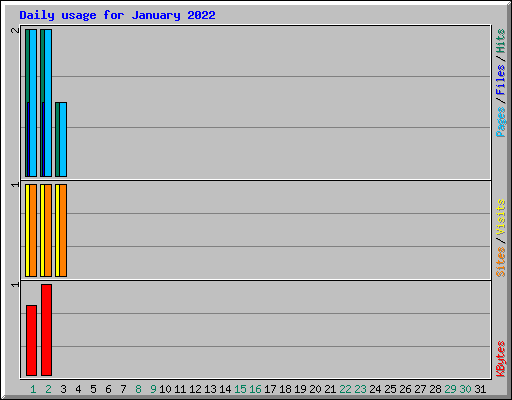 Daily usage for January 2022
2
Pages/Files/Hits
1
Sites/Visits
1
KBytes
1 2 3 4 5 6 7 8 9 10 11 12 13 14 15 16 17 18 19 20 21 22 23 24 25 26 27 28 29 30 31